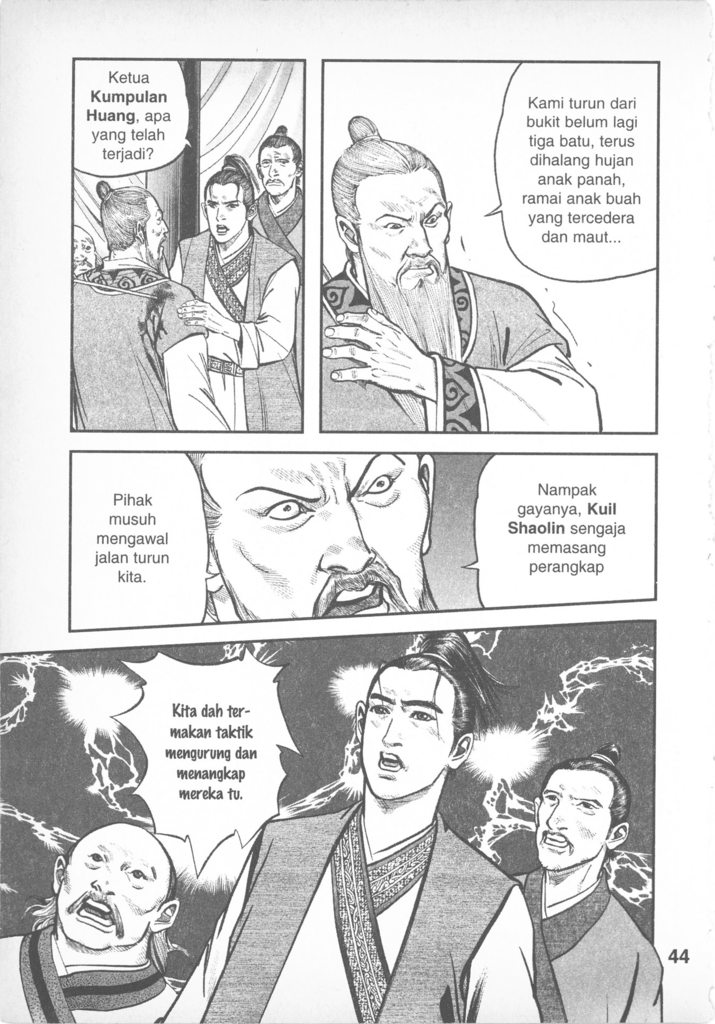 Ketua
Kumpulan
Huang, apa
yang telah
terjadi?
Kami turun dari
bukit belum lagi
tiga batu, terus
dihalang hujan
anak panah,
ramai anak buah
yang tercedera
dan maut...
Pihak
musuh
mengawal
jalan turun
kita.
Nampak
gayanya, Kuil
Shaolin sengaja
memasang
perangkap
Kita dah ter-
makan taktik
mengurung dan
menangkap
mereka tu.
44